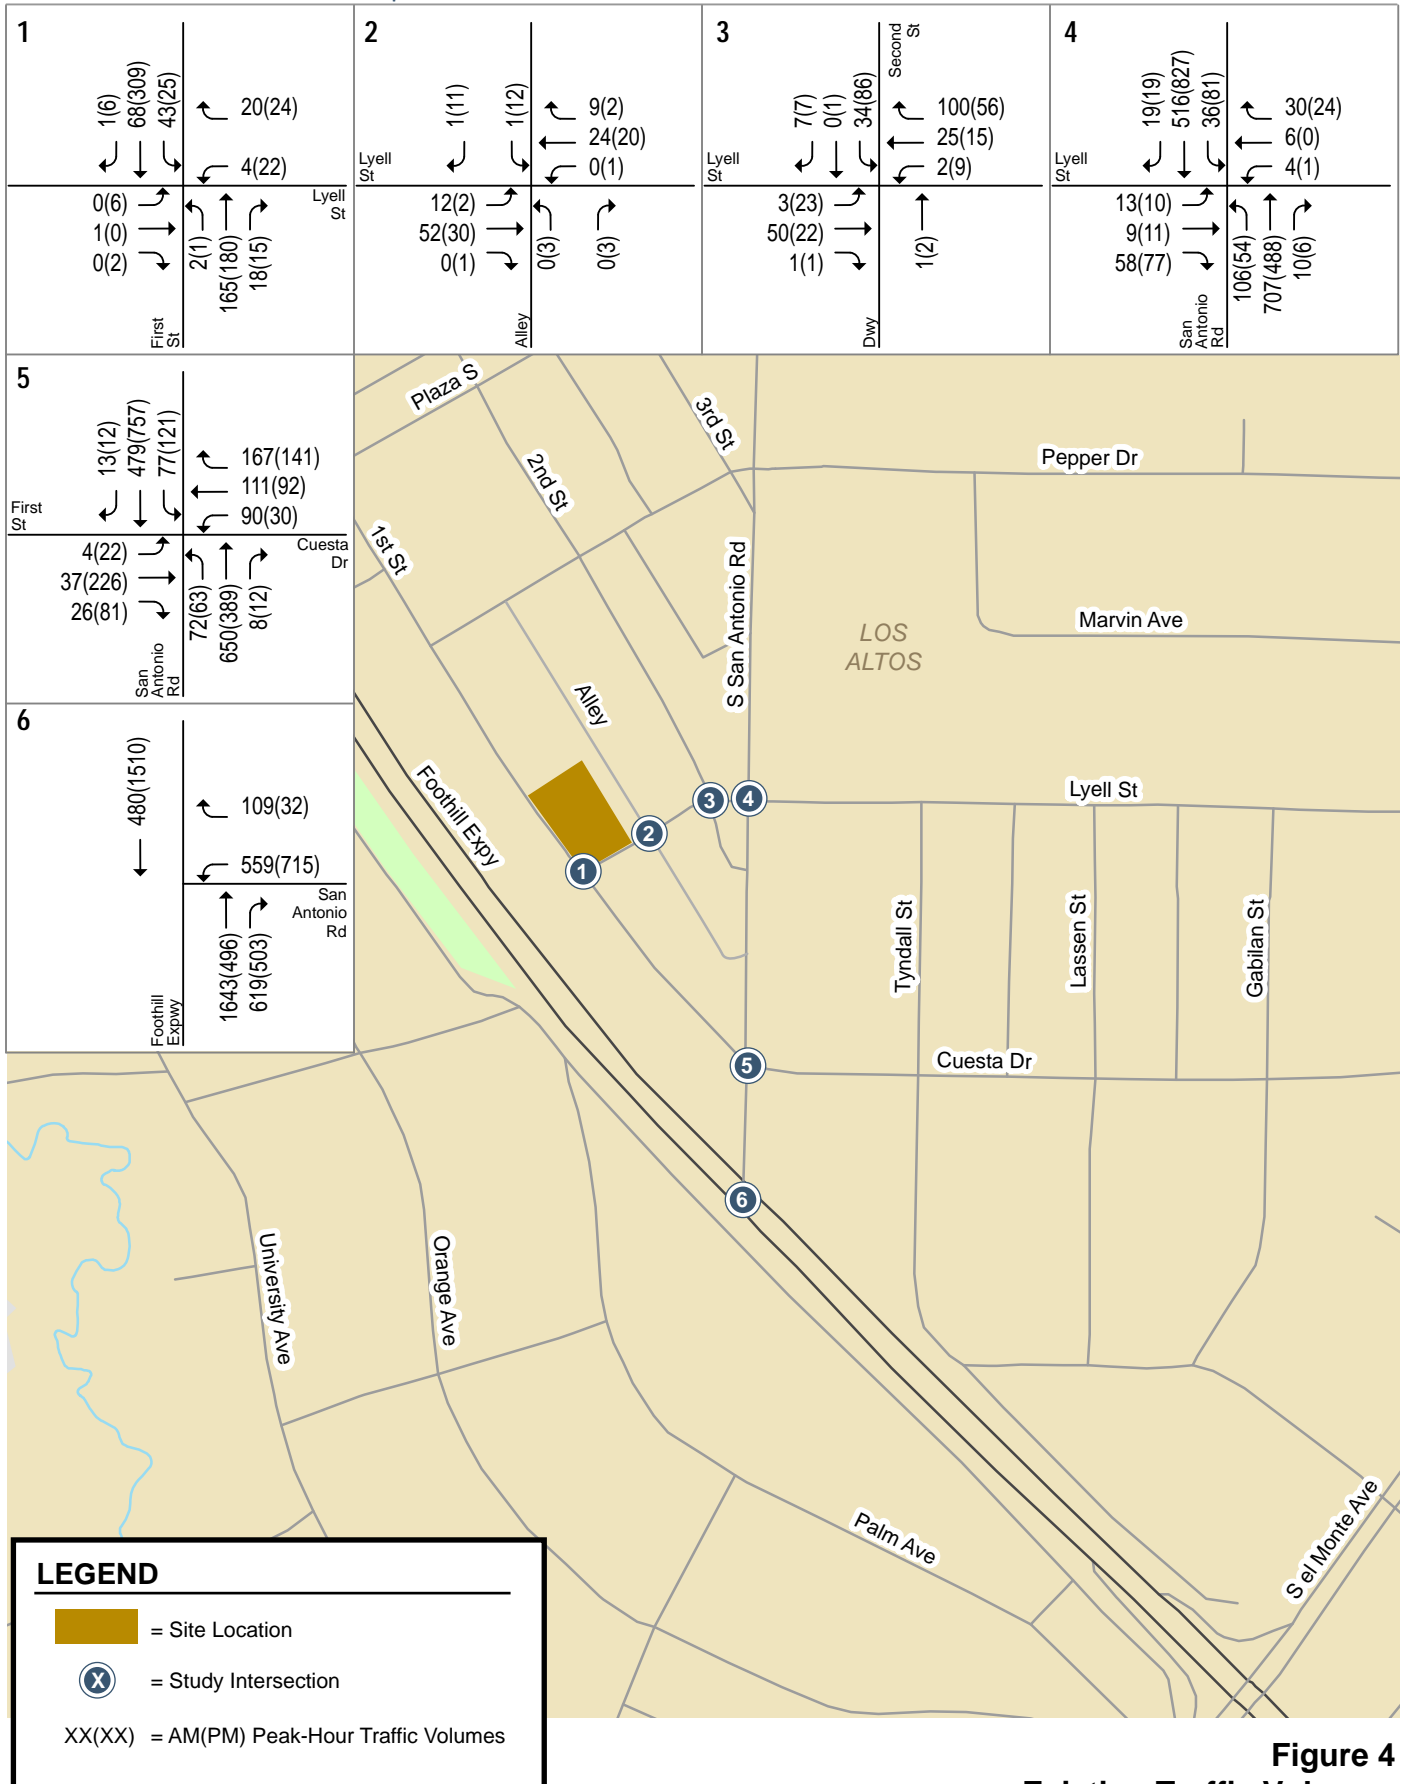 1
1(6)
68(309)
43(25)
20(24)
4(22)
Lyell
St
0(6)
1(0)
0(2)
2(1)
165(180)
18(15)
First
St
2
1(11)
1(12)
9(2)
24(20)
0(1)
Lyell
St
12(2)
52(30)
0(1)
0(3)
0(3)
Alley
3
Second
St
7(7)
0(1)
34(86)
100(56)
25(15)
2(9)
Lyell
St
3(23)
50(22)
1(1)
1(2)
Dwy
4
19(19)
516(827)
36(81)
30(24)
6(0)
4(1)
Lyell
St
13(10)
9(11)
58(77)
106(54)
707(488)
10(6)
San
Antonio
Rd
5
13(12)
479(757)
77(121)
167(141)
111(92)
90(30)
First
St
Cuesta
Dr
4(22)
37(226)
26(81)
72(63)
650(389)
8(12)
San
Antonio
Rd
6
480(1510)
109(32)
559(715)
San
Antonio
Rd
1643(496)
619(503)
Foothill
Expwy
Plaza S
3rd St
2nd St
1st St
Pepper Dr
S San Antonio Rd
Marvin Ave
LOS
ALTOS
Alley
Foothill Expy
Lyell St
3
4
2
1
Tyndall St
Lassen St
Gabilan St
5
Cuesta Dr
6
University Ave
Orange Ave
Palm Ave
S el Monte Ave
LEGEND
= Site Location
X = Study Intersection
XX(XX) = AM(PM) Peak-Hour Traffic Volumes
Figure 4